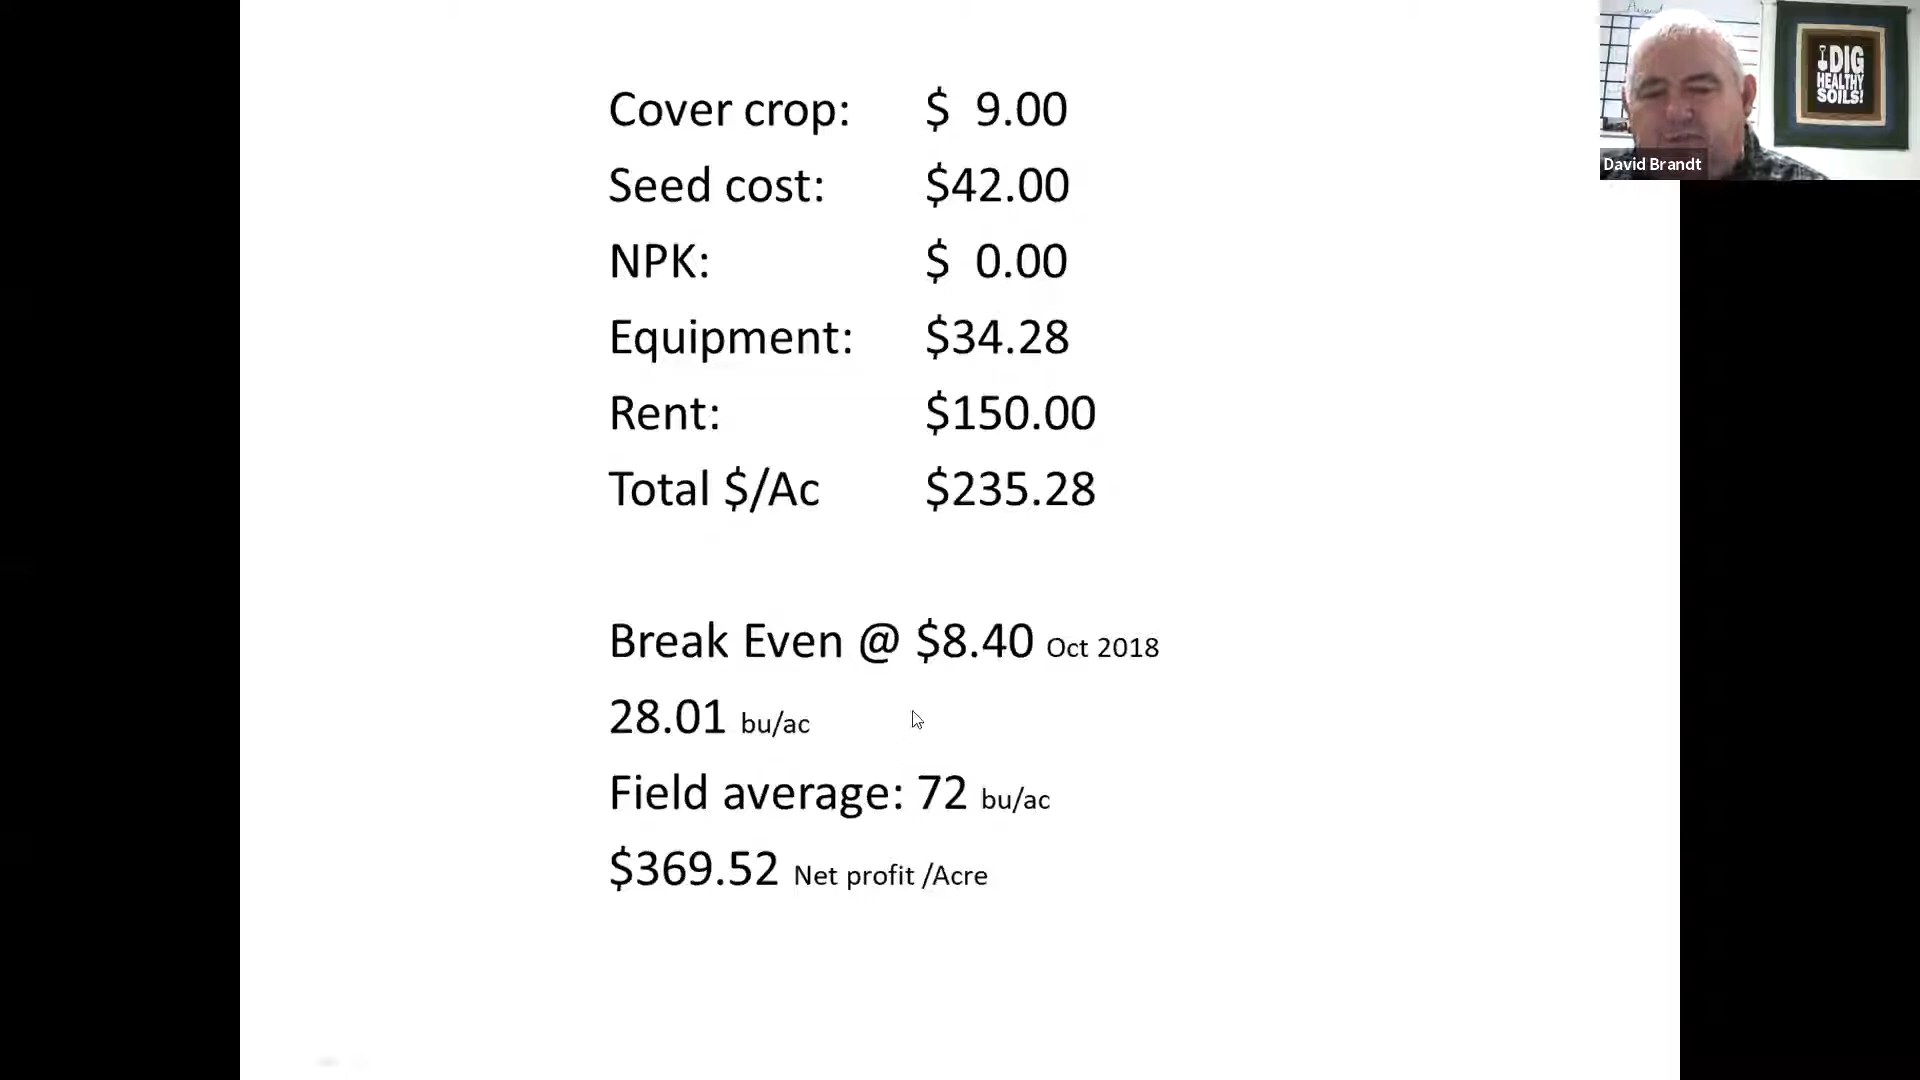 Cover crop: $ 9.00
Seed cost: $42.00
NPK: $ 0.00
Equipment: $34.28
Rent: $150.00
Total $/Ac $235.28
Break Even @ $8.40 Oct 2018
28.01 bu/ac
Field average: 72 bu/ac
$369.52 Net profit /Acre
DIG
HEALTHY
SOILS!
David Brandt